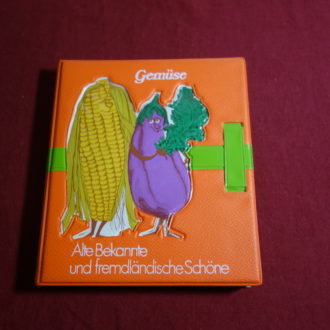 Gemüse
Alte Bekannte
und fremdländische Schöne